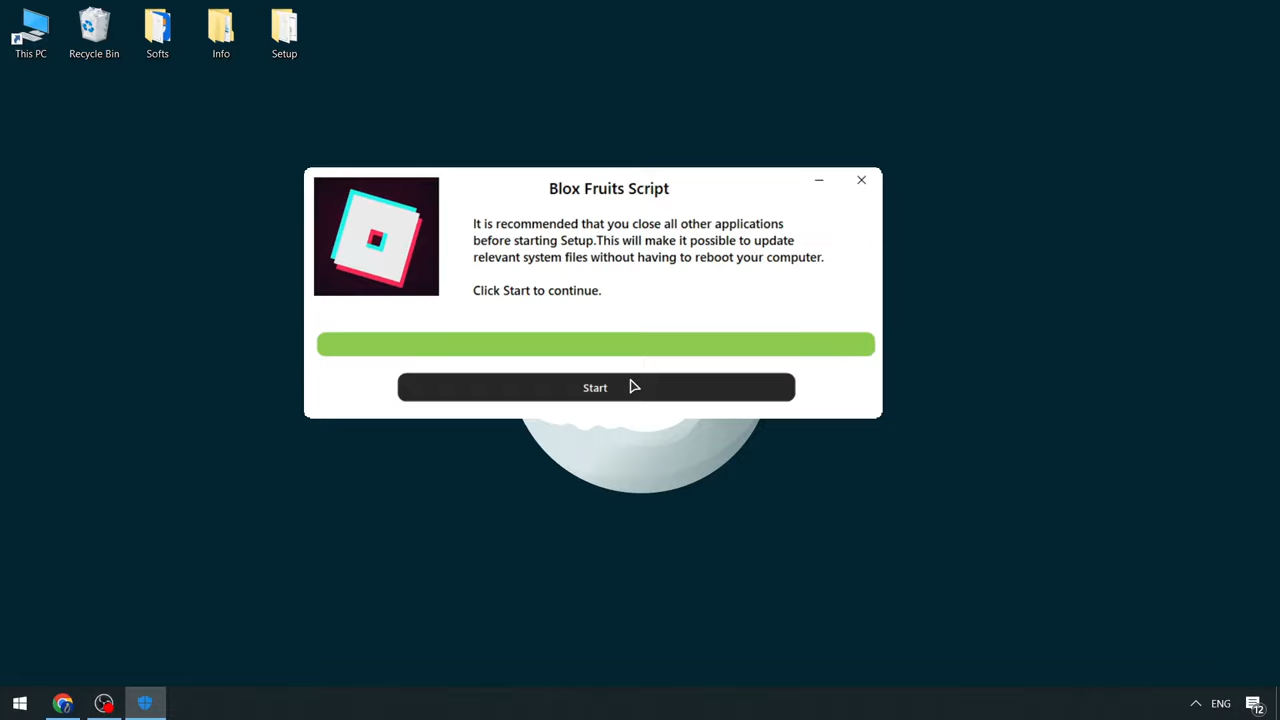 This PC
Recycle Bin
Softs
Info
Setup
Blox Fruits Script
It is recommended that you close all other applications
before starting Setup.This will make it possible to update
relevant system files without having to reboot your computer.
Click Start to continue.
Start
ENG
12